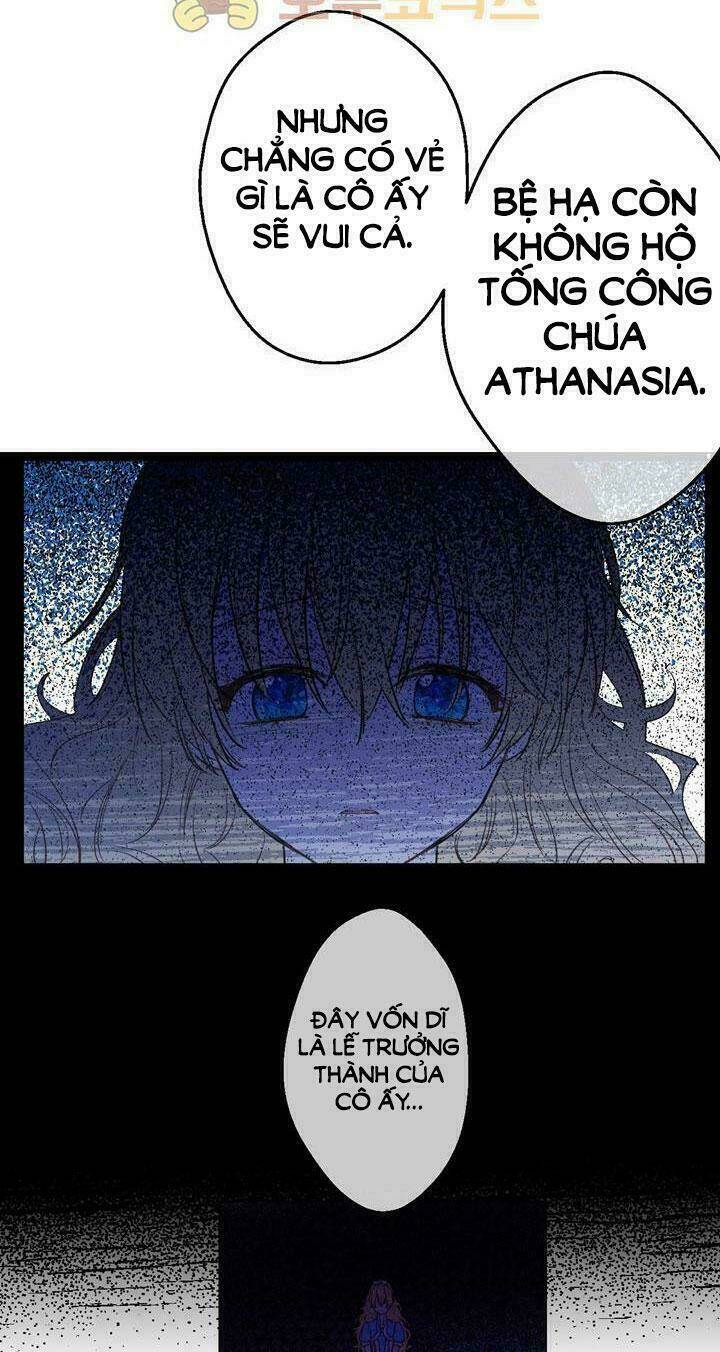 NHƯNG
CHẲNG CÓ VẺ
GÌ LÀ CÔ ẤY
SẼ VUI CẢ.
BỆ HẠ CÒN
KHÔNG HỘ
TỐNG CÔNG
CHÚA
ATHANASIA.
ĐÂY VỐN DĨ
LÀ LỄ TRƯỞNG
THÀNH CỦA
CÔ ẤY...